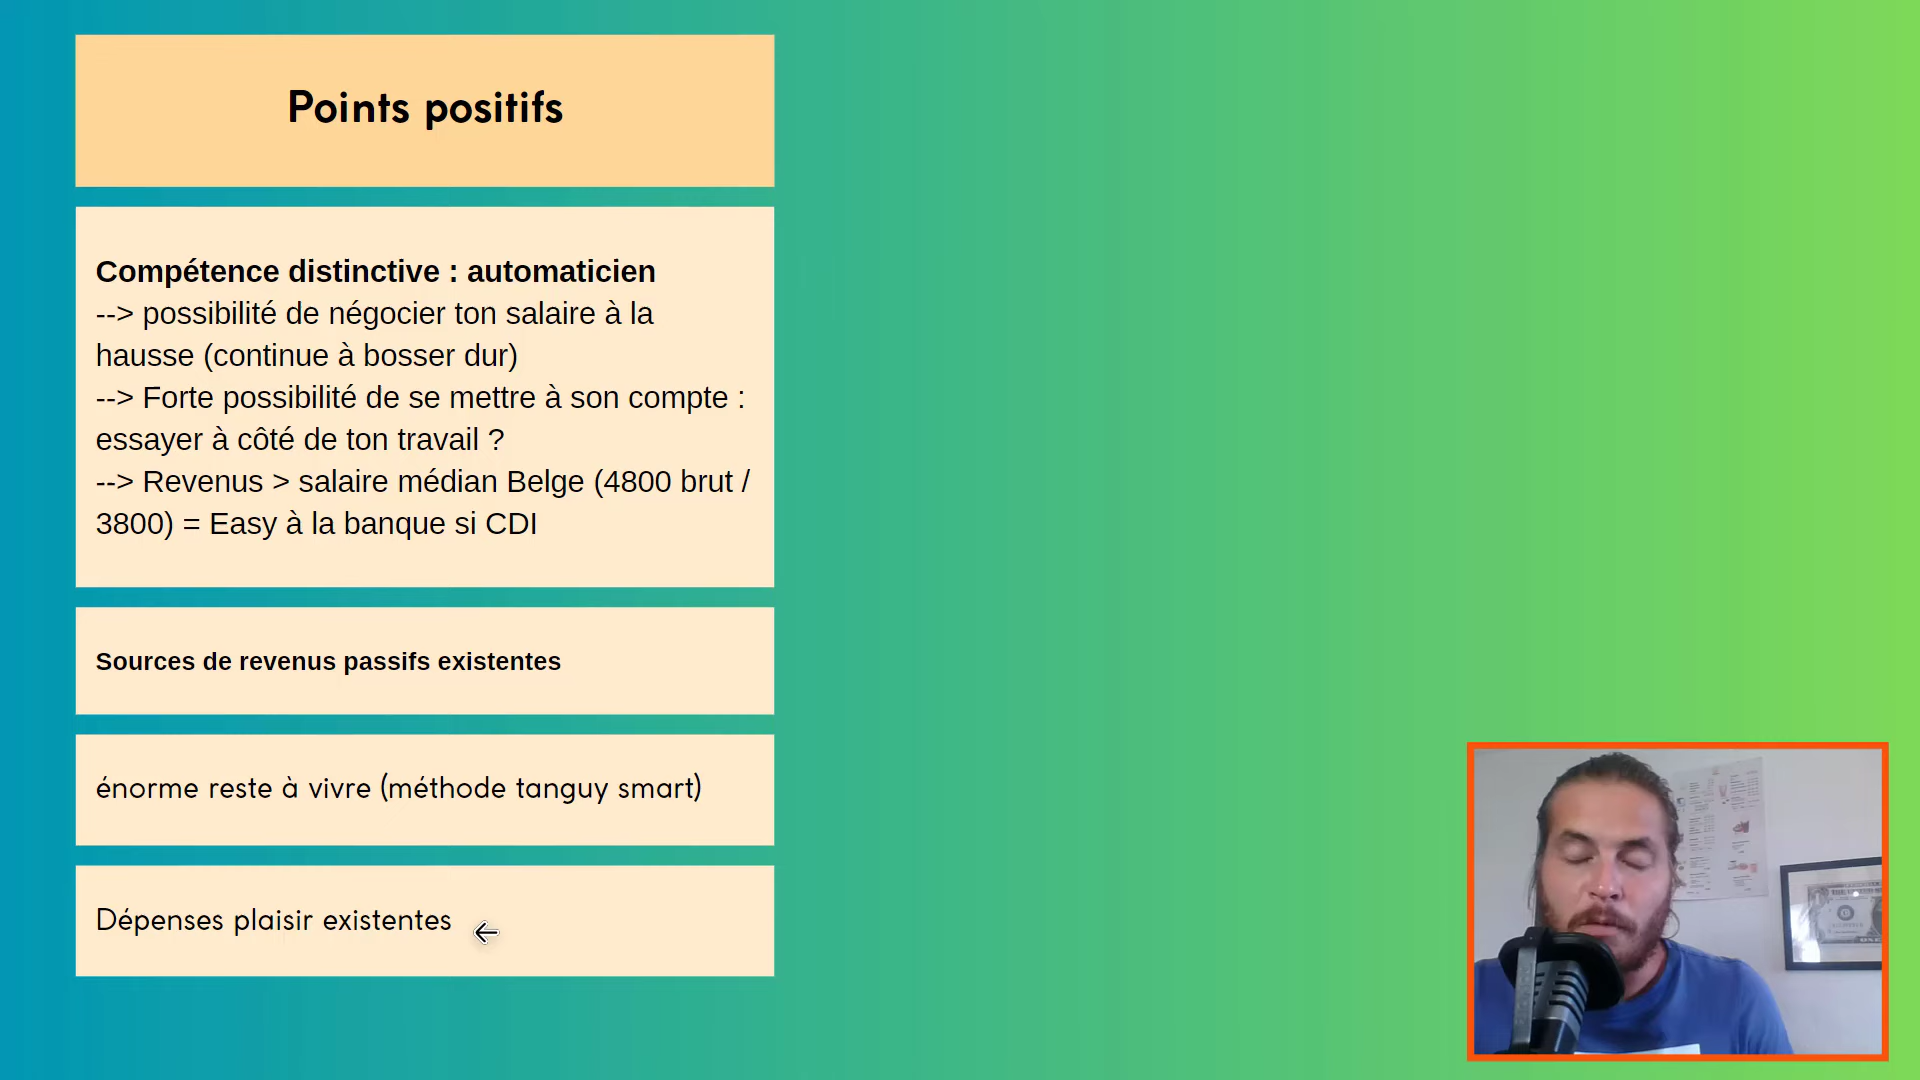 Points positifs
Compétence distinctive : automaticien
--> possibilité de négocier ton salaire à la
hausse (continue à bosser dur)
--> Forte possibilité de se mettre à son compte :
essayer à côté de ton travail ?
--> Revenus > salaire médian Belge (4800 brut /
3800) = Easy à la banque si CDI
Sources de revenus passifs existentes
énorme reste à vivre (méthode tanguy smart)
Dépenses plaisir existentes